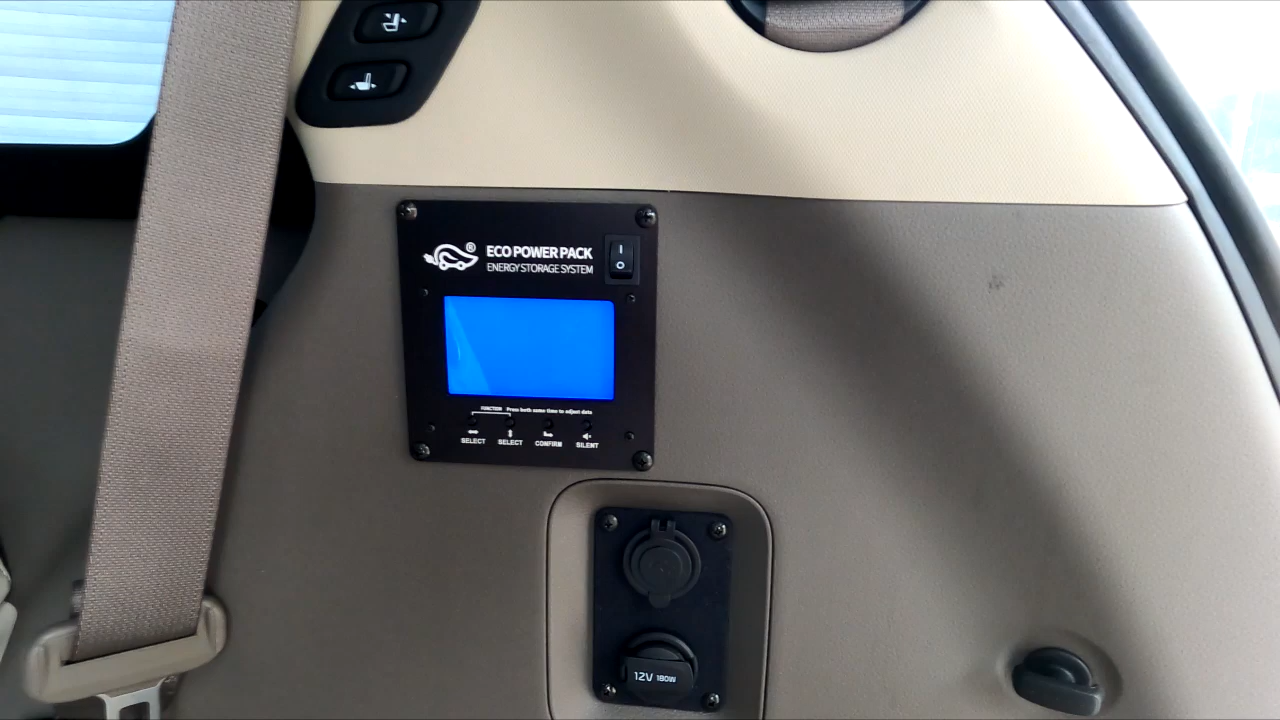 ®
ECO POWER PACK
ENERGY STORAGE SYSTEM
I
O
FUNCTION Press both same time to adjust data
SELECT SELECT CONFIRM SILENT
12V 180W